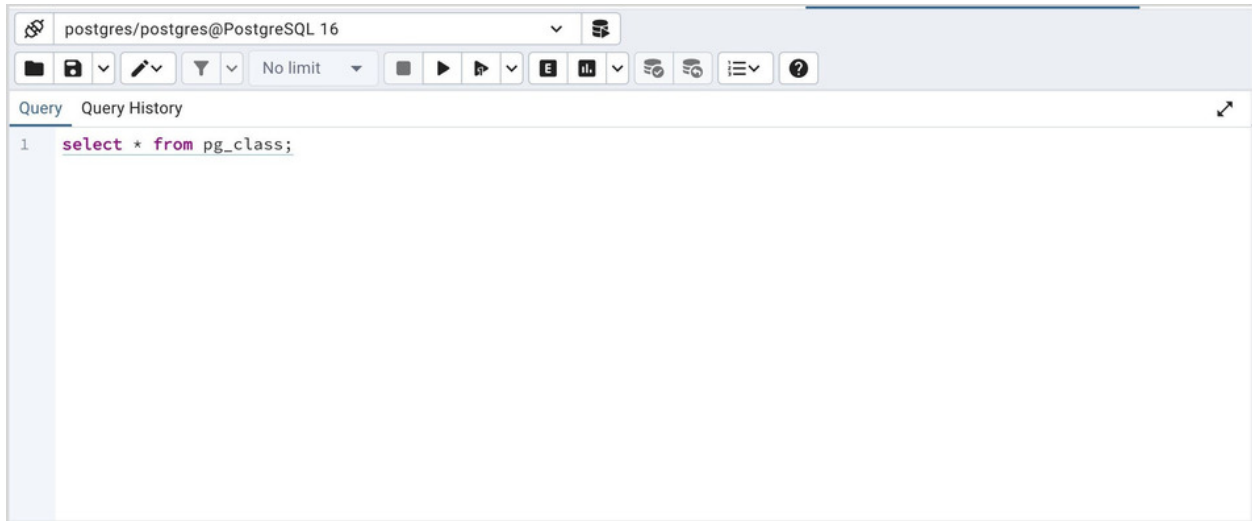 postgres/postgres@PostgreSQL 16
No limit
E
Query Query History
1 select * from pg_class;